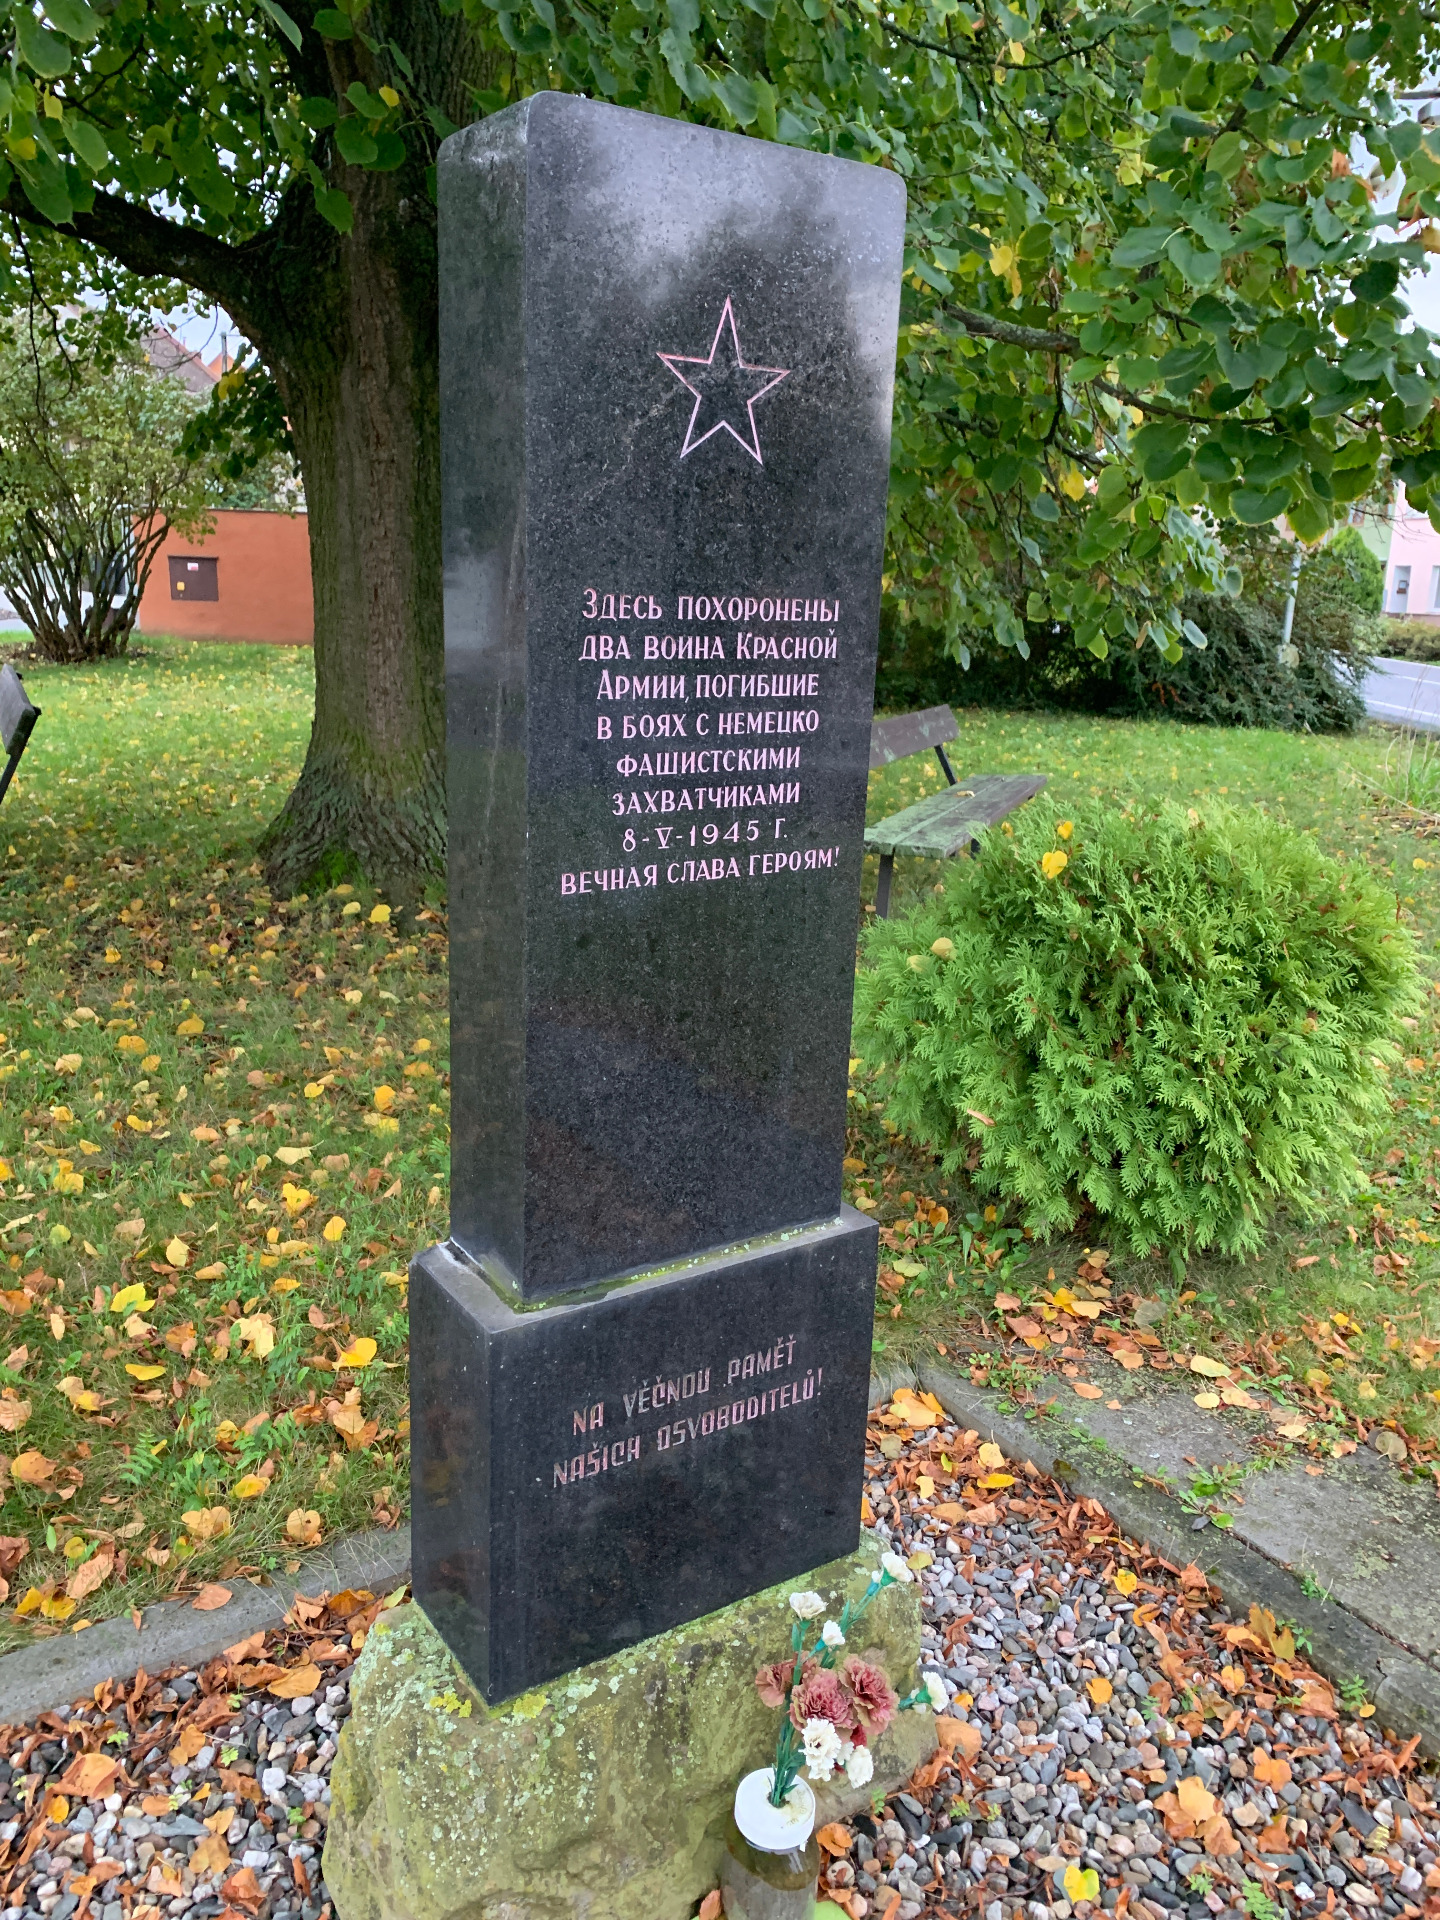 Здесь похоронены
два воина Красной
Армии, погибшие
в боях с немецко
фашистскими
захватчиками
8-V-1945 г.
вечная слава героям!
NA VĚČNOU PAMĚŤ
NAŠICH OSVOBODITELŮ!